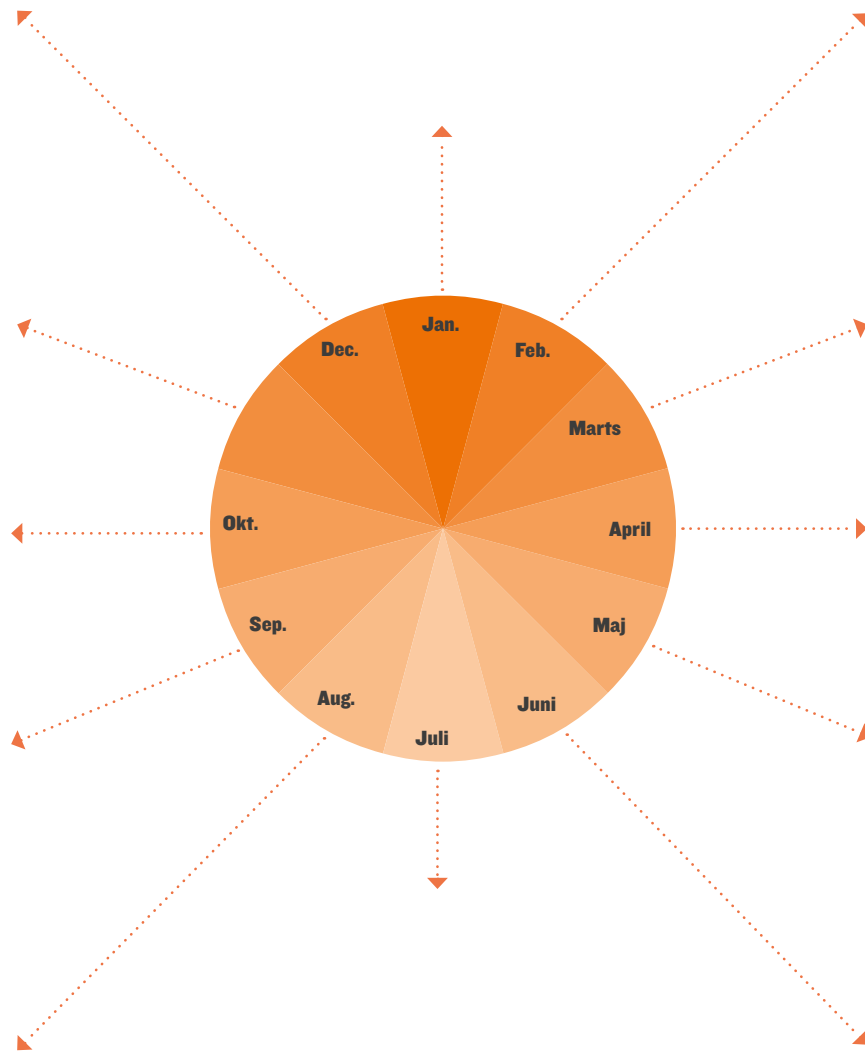 Jan.
Feb.
Marts
April
Maj
Juni
Juli
Aug.
Sep.
Okt.
Dec.